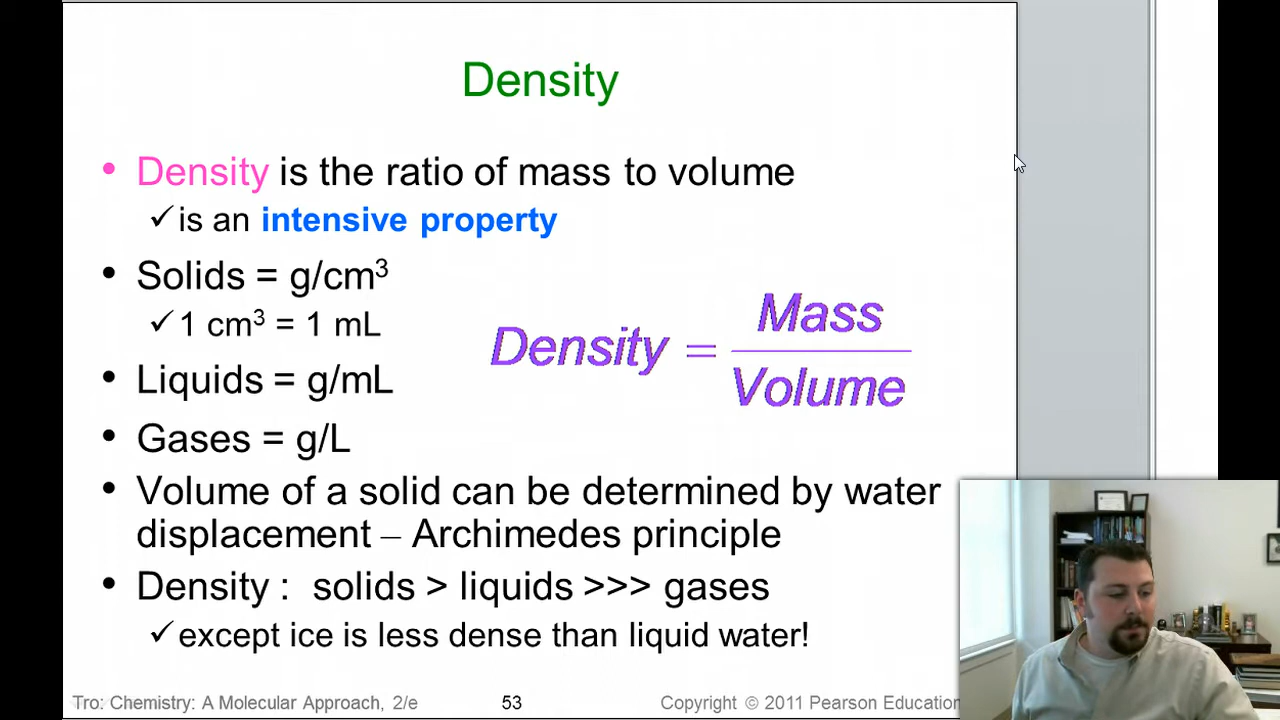 Density
• Density is the ratio of mass to volume
✓is an intensive property
• Solids = g/cm³
✓1 cm³ = 1 mL
Density = Mass / Volume
• Liquids = g/mL
• Gases = g/L
• Volume of a solid can be determined by water
displacement – Archimedes principle
• Density : solids > liquids >>> gases
✓except ice is less dense than liquid water!
Tro: Chemistry: A Molecular Approach, 2/e
53
Copyright © 2011 Pearson Education